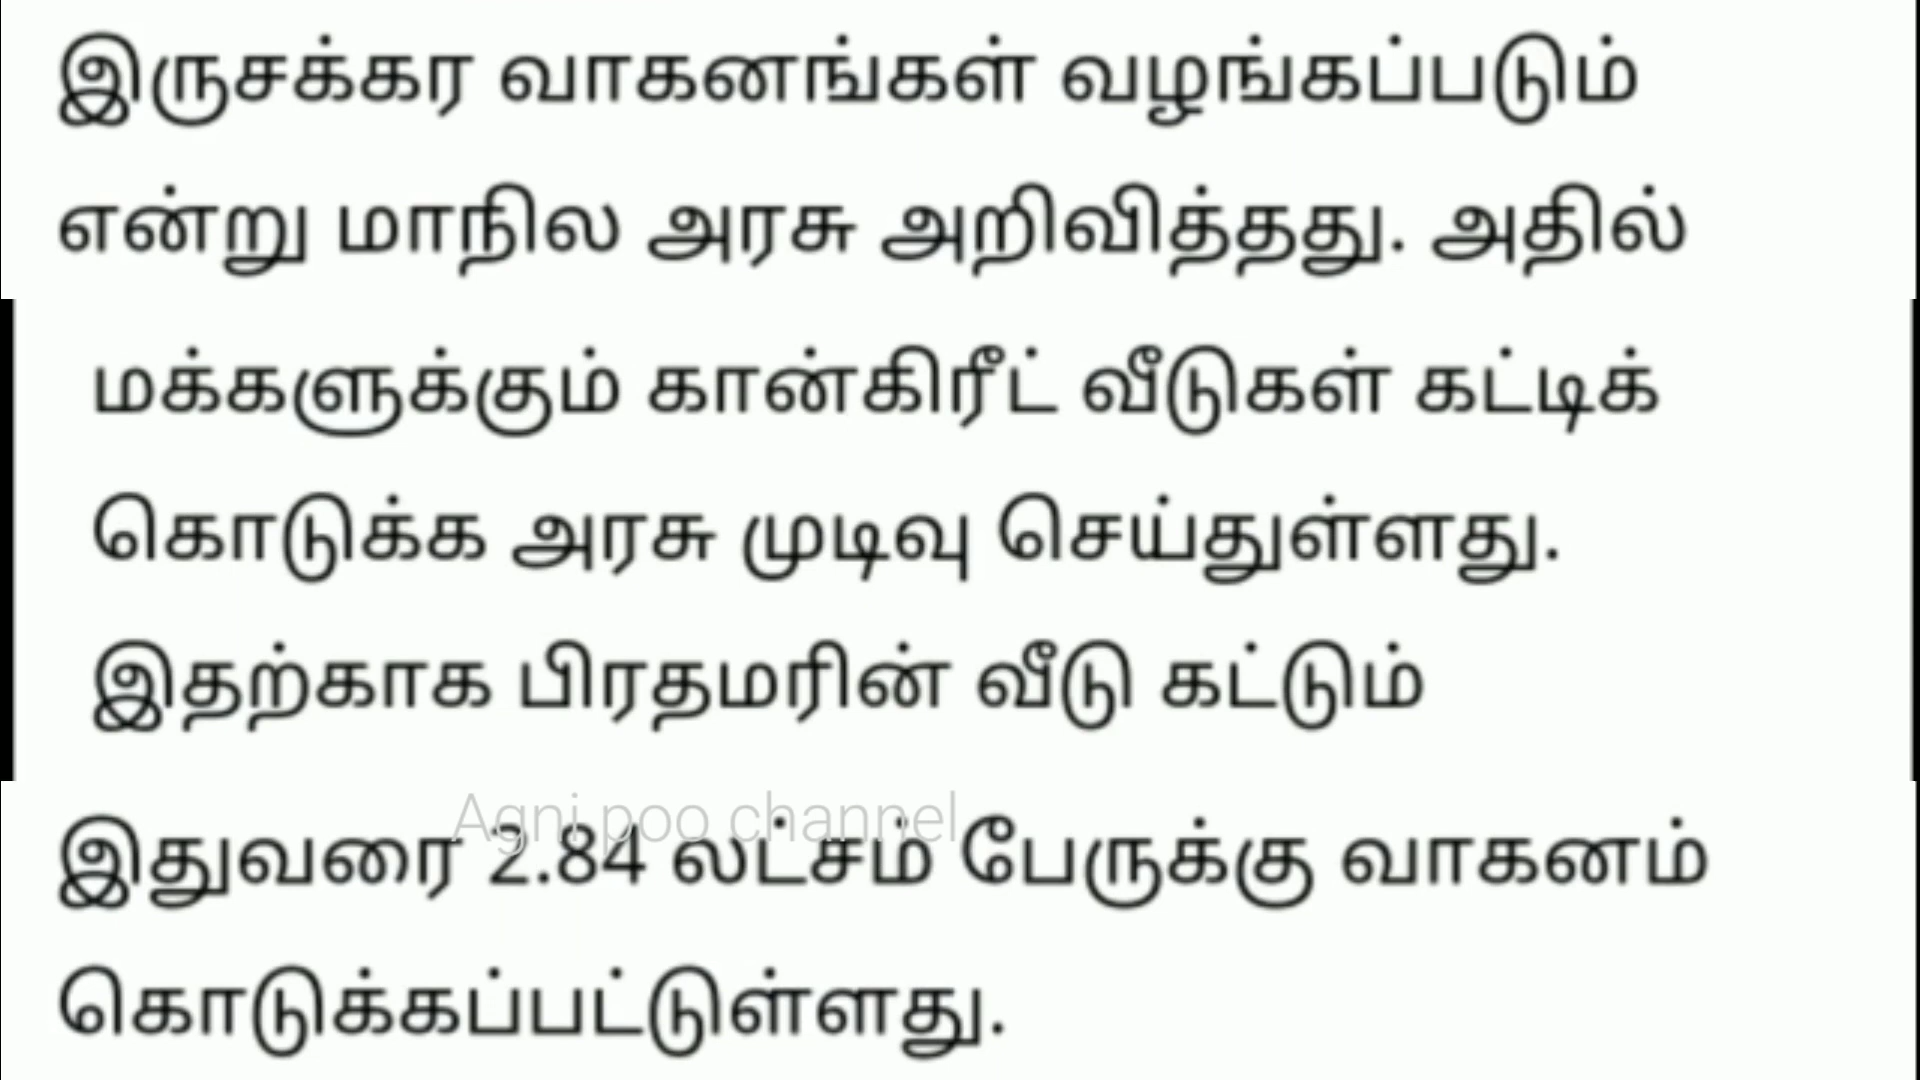 இருசக்கர வாகனங்கள் வழங்கப்படும்
என்று மாநில அரசு அறிவித்தது. அதில்
மக்களுக்கும் கான்கிரீட் வீடுகள் கட்டிக்
கொடுக்க அரசு முடிவு செய்துள்ளது.
இதற்காக பிரதமரின் வீடு கட்டும்
Agni poo channel
இதுவரை 2.84 லட்சம் பேருக்கு வாகனம்
கொடுக்கப்பட்டுள்ளது.